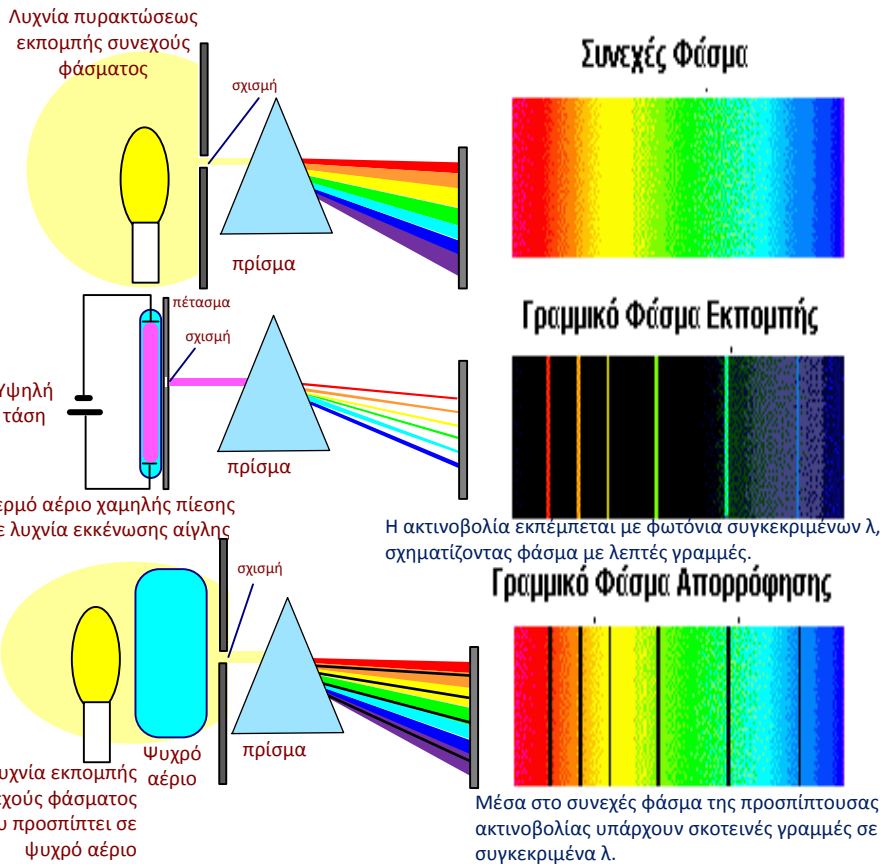 Λυχνία πυρακτώσεως
εκπομπής συνεχούς
φάσματος
σχισμή
πρίσμα
Συνεχές Φάσμα
πέτασμα
σχισμή
Υψηλή
τάση
πρίσμα
ερμό αέριο χαμηλής πίεσης
ε λυχνία εκκένωσης αίγλης
Γραμμικό Φάσμα Εκπομπής
Η ακτινοβολία εκπέμπεται με φωτόνια συγκεκριμένων λ,
σχηματίζοντας φάσμα με λεπτές γραμμές.
σχισμή
πρίσμα
Ψυχρό
αέριο
υχνία εκπομπής
εχούς φάσματος
υ προσπίπτει σε
ψυχρό αέριο
Γραμμικό Φάσμα Απορρόφησης
Μέσα στο συνεχές φάσμα της προσπίπτουσας
ακτινοβολίας υπάρχουν σκοτεινές γραμμές σε
συγκεκριμένα λ.